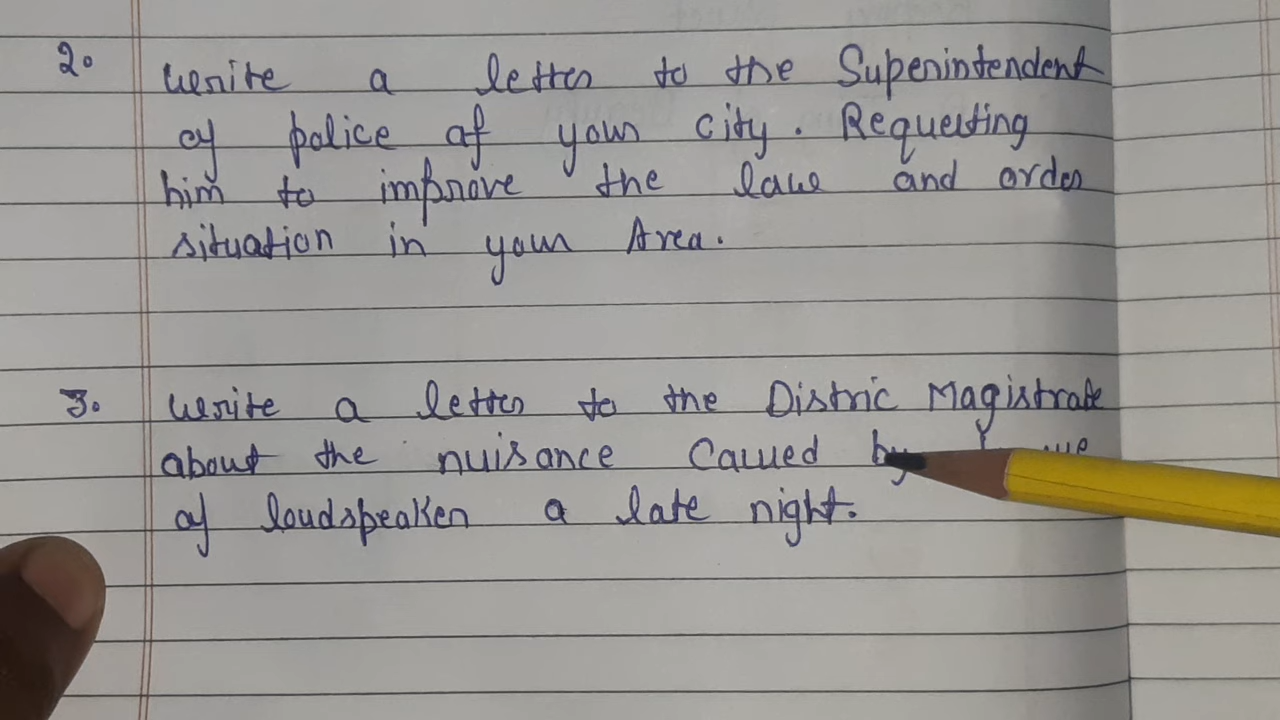 2. Write a letter to the Superintendent
of police of your city. Requesting
him to improve the law and order
situation in your Area.
3. Write a letter to the Distric Magistrate
about the nuisance Caused by
of loudspeaker a late night.